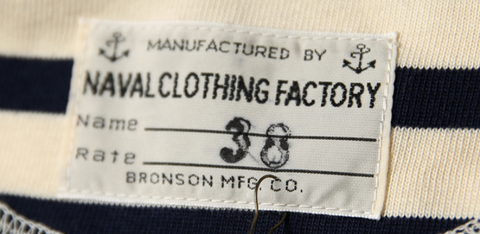 MANUFACTURED BY
NAVAL CLOTHING FACTORY
Name
38
Rate
BRONSON MFG. CO.